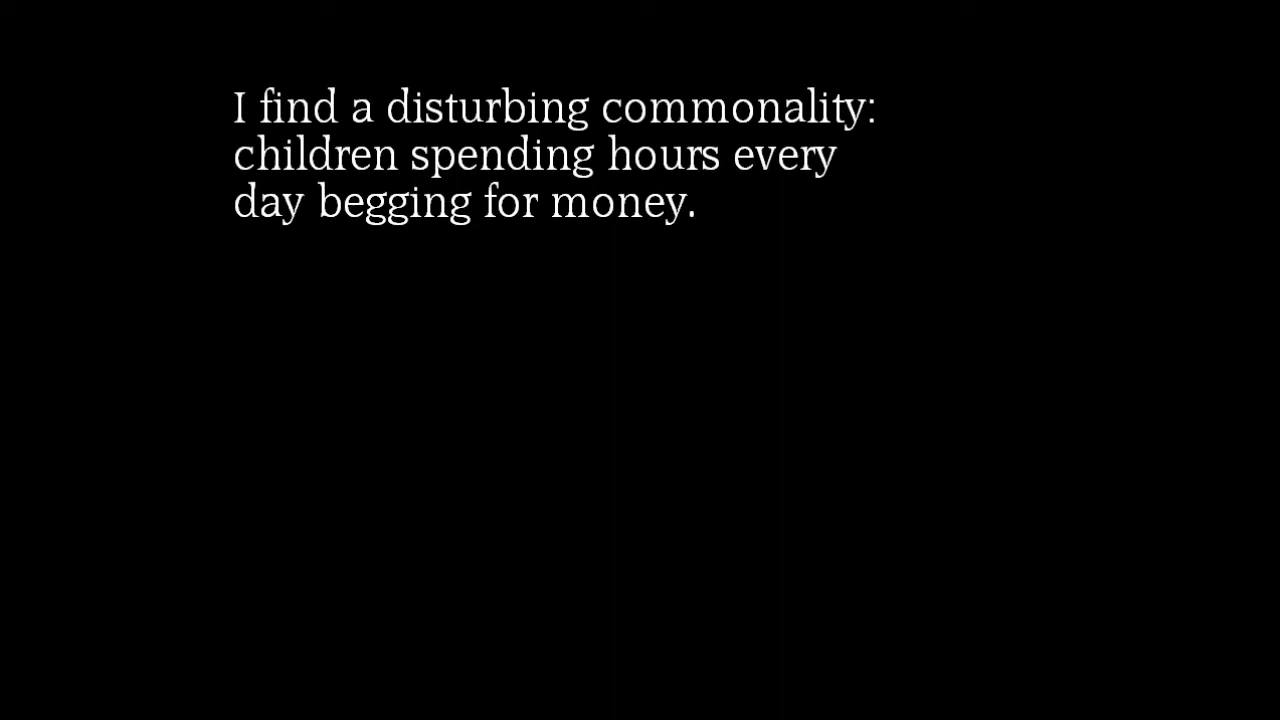 I find a disturbing commonality:
children spending hours every
day begging for money.